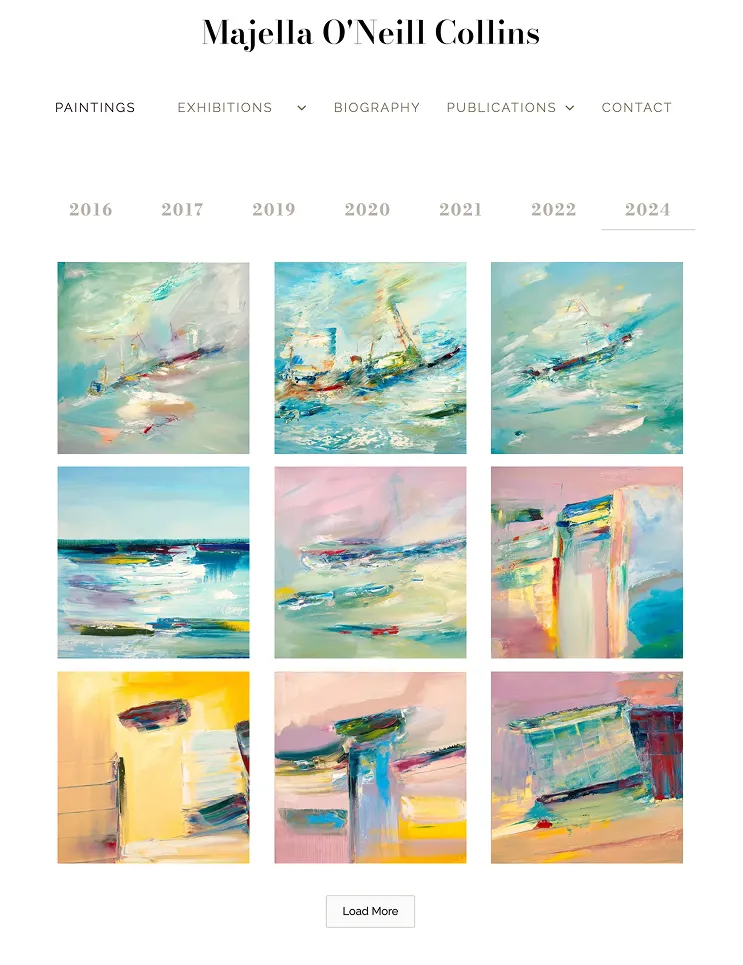 Majella O'Neill Collins
PAINTINGS EXHIBITIONS BIOGRAPHY PUBLICATIONS CONTACT
2016 2017 2019 2020 2021 2022 2024
Load More